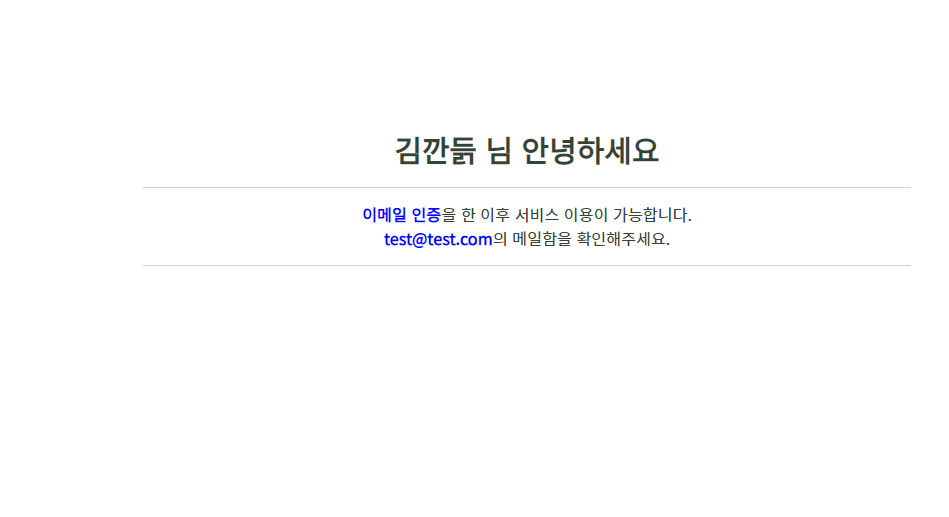 김깐듥 님 안녕하세요
이메일 인증을 한 이후 서비스 이용이 가능합니다.
test@test.com의 메일함을 확인해주세요.